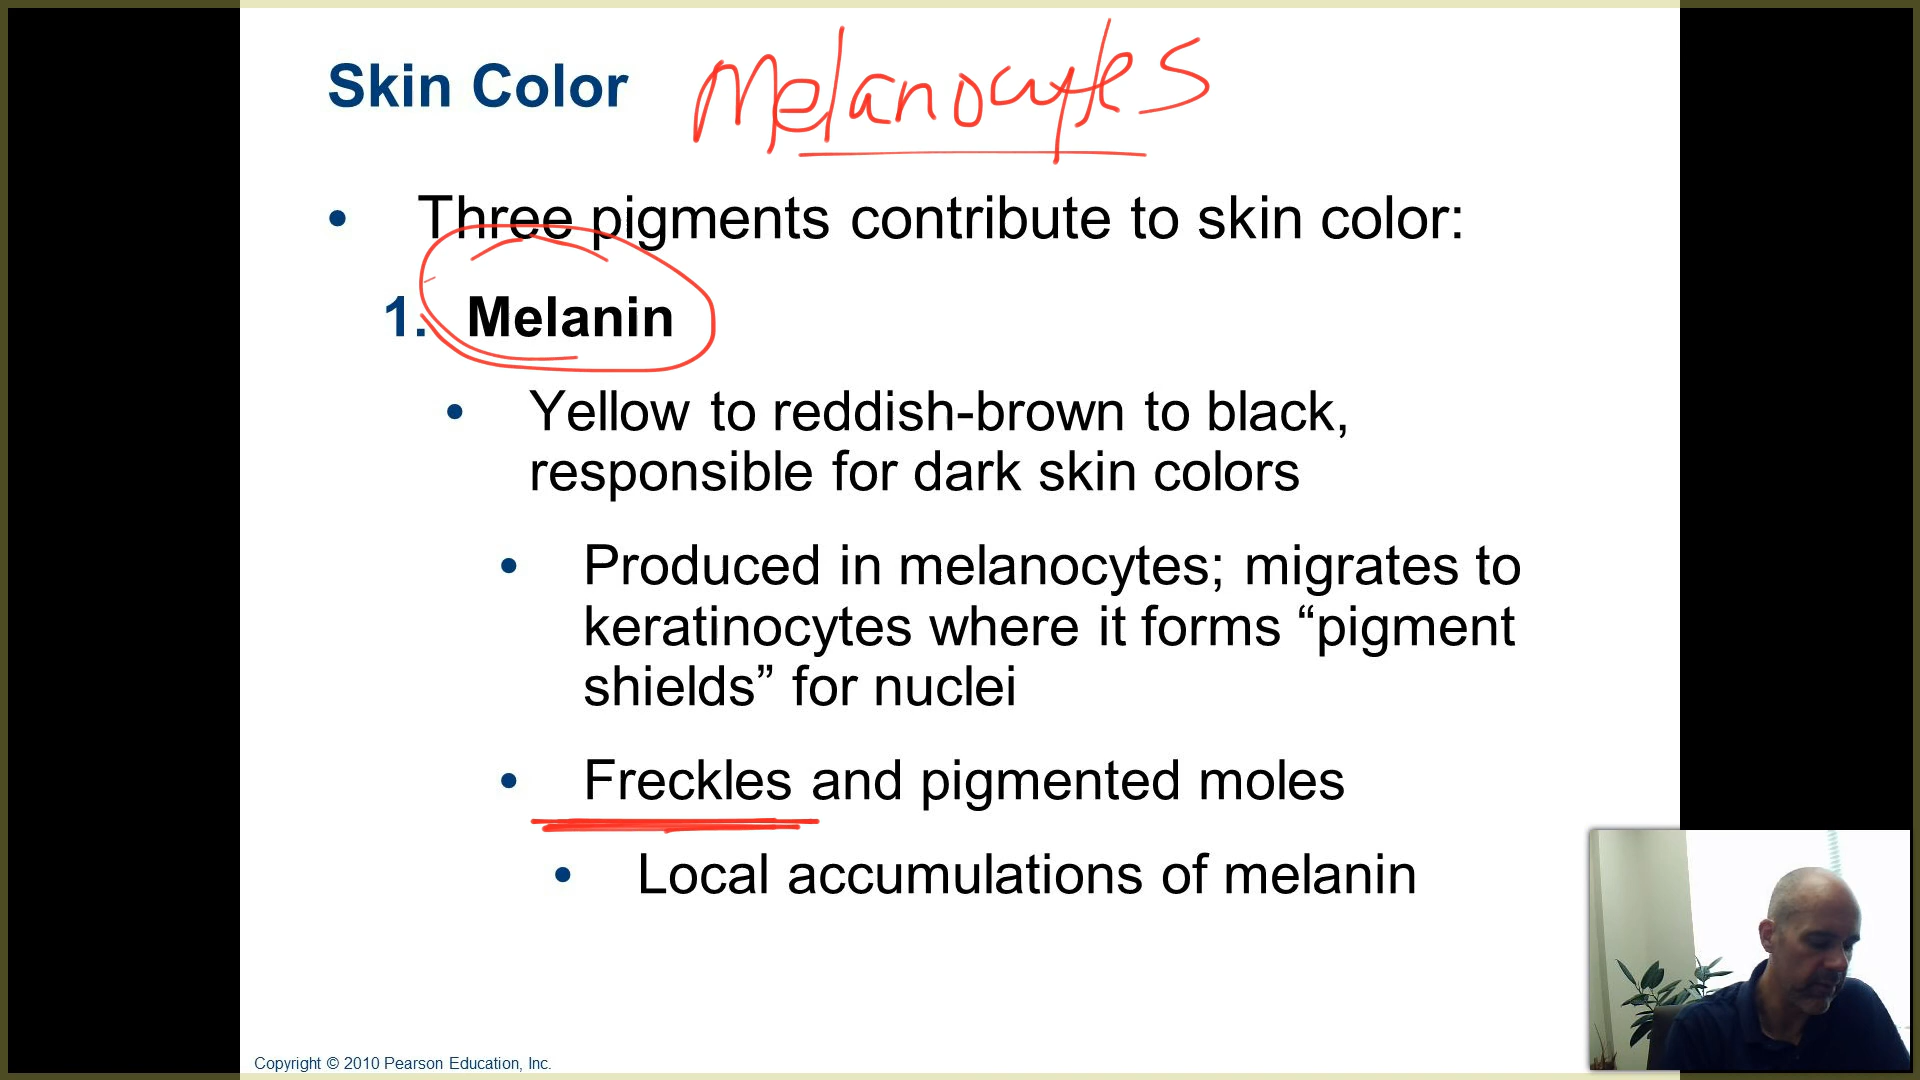 Skin Color Melanocytes
• Three pigments contribute to skin color:
1. Melanin
• Yellow to reddish-brown to black,
responsible for dark skin colors
• Produced in melanocytes; migrates to
keratinocytes where it forms “pigment
shields” for nuclei
• Freckles and pigmented moles
• Local accumulations of melanin
Copyright © 2010 Pearson Education, Inc.